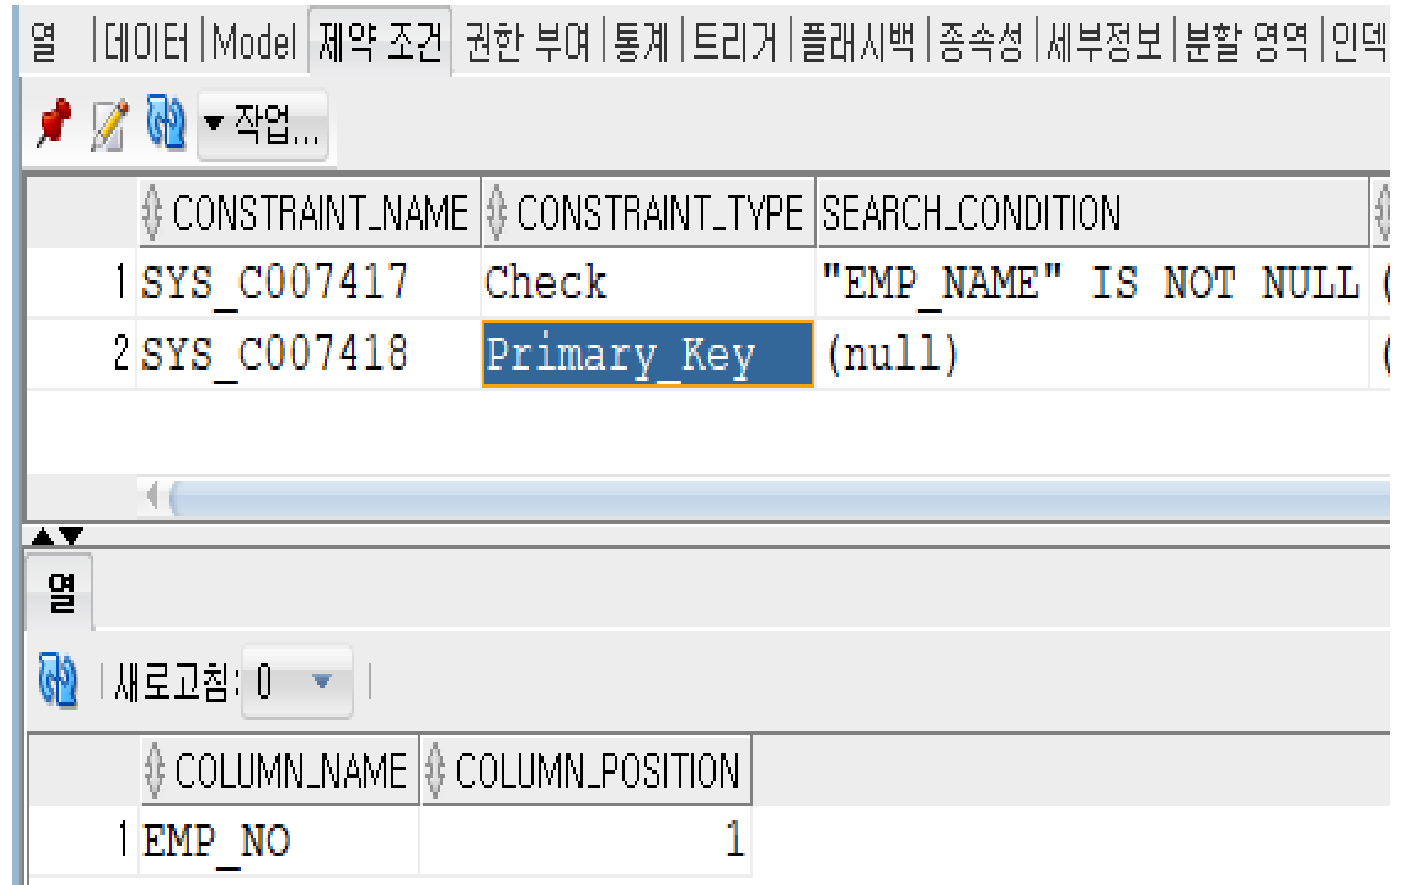 열 데이터 Model 제약 조건 권한 부여 통계 트리거 플래시백 종속성 세부정보 분할 영역 인덱
작업...
CONSTRAINT_NAME CONSTRAINT_TYPE SEARCH_CONDITION
1 SYS_C007417 Check "EMP_NAME" IS NOT NULL (
2 SYS_C007418 Primary_Key (null) (
열
새로고침: 0
COLUMN_NAME COLUMN_POSITION
1 EMP_NO 1